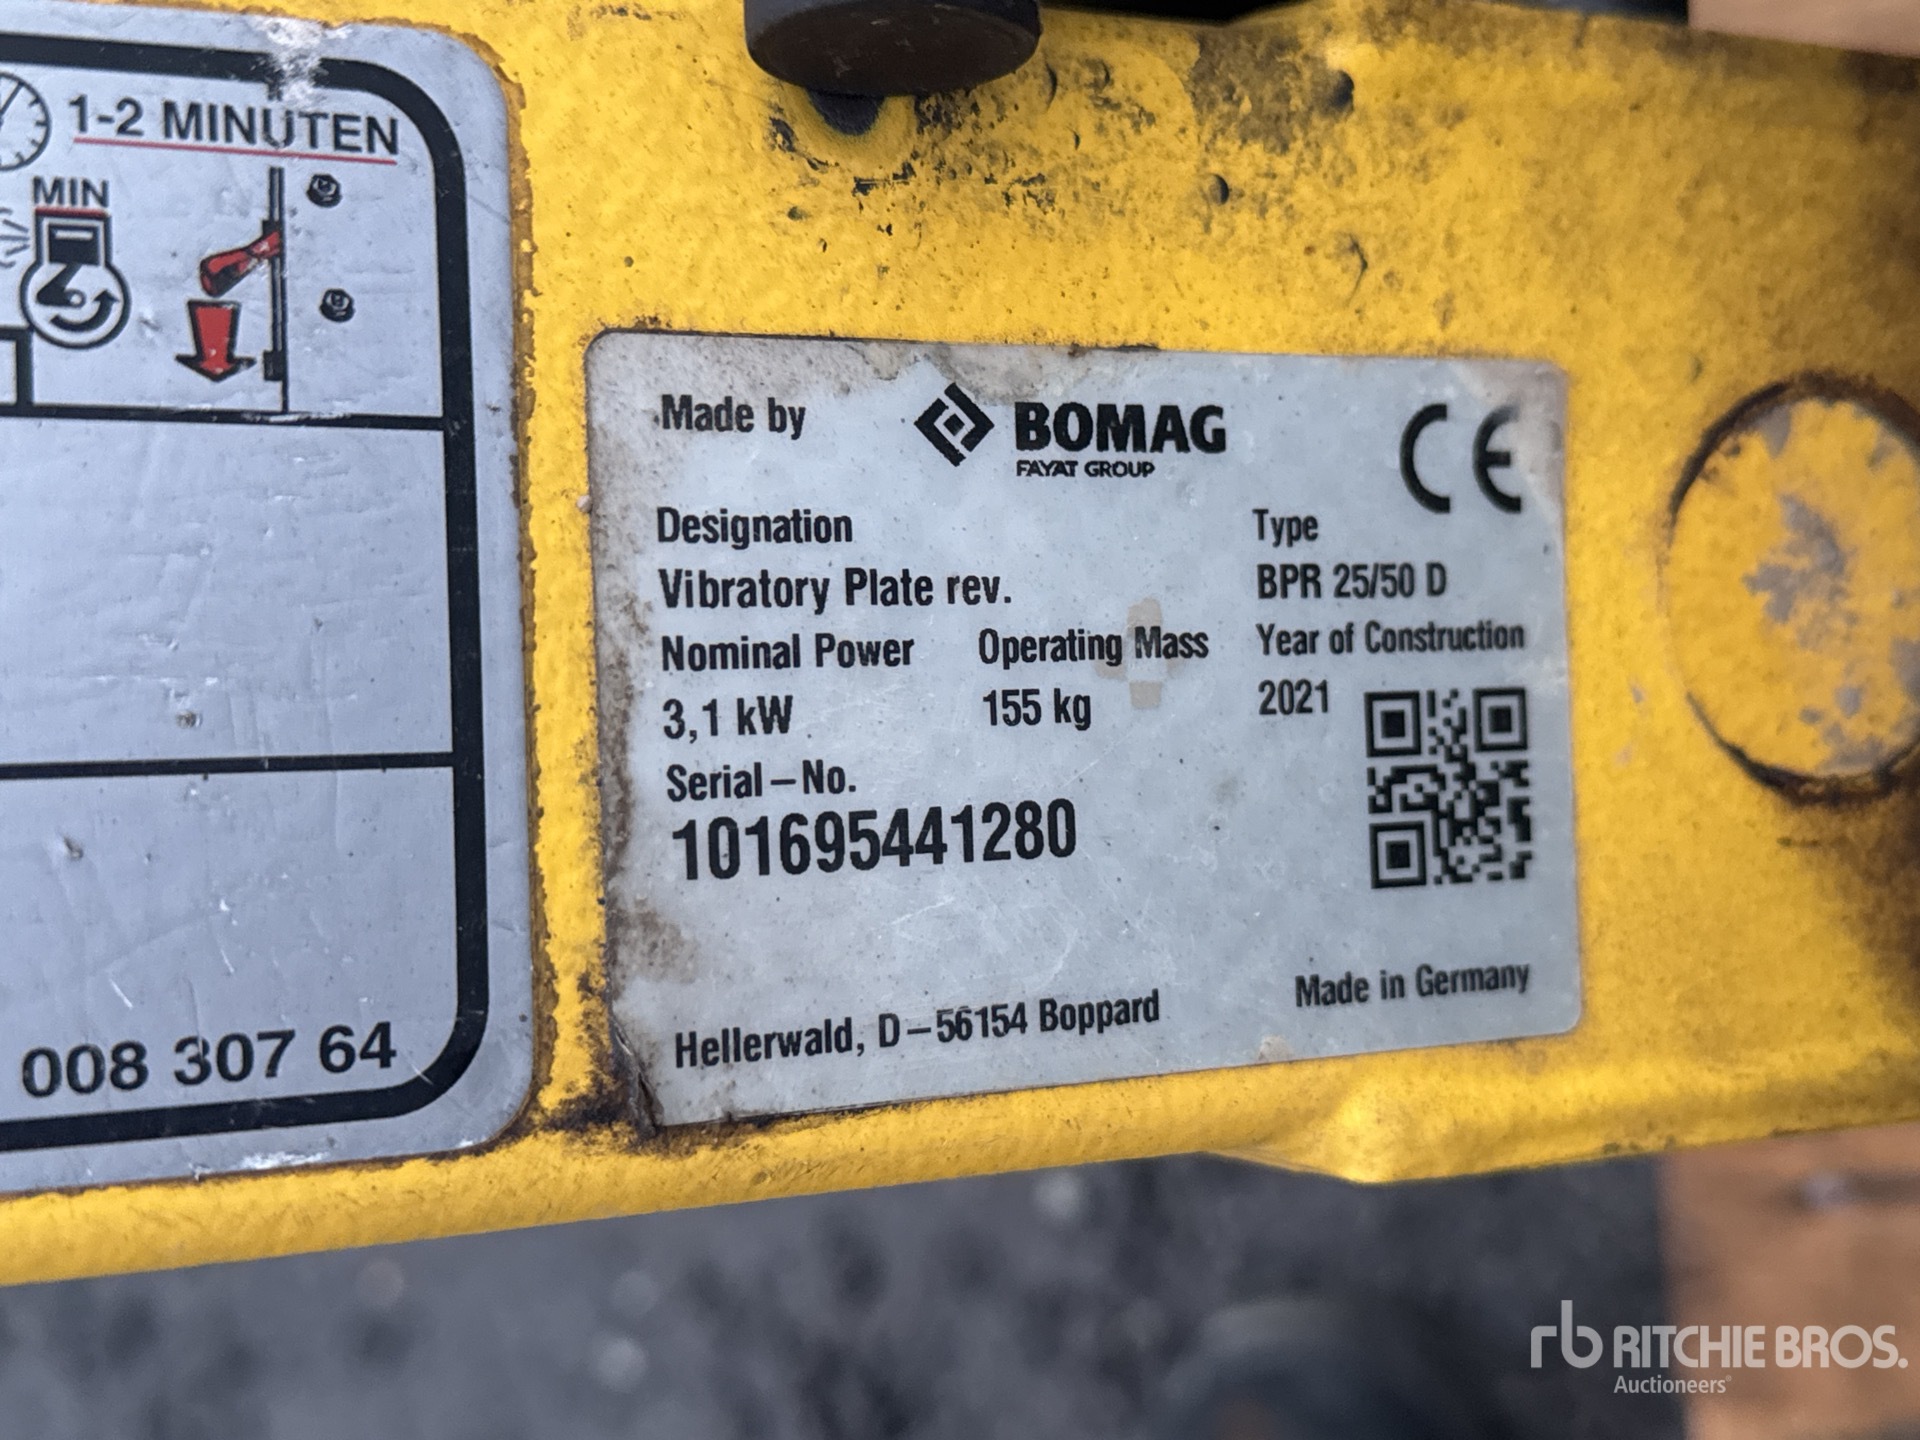 1-2 MINUTEN
MIN
008 307 64
Made by
BOMAG
FAYAT GROUP
CE
Designation
Type
Vibratory Plate rev.
BPR 25/50 D
Nominal Power
Operating Mass
Year of Construction
3,1 kW
155 kg
2021
Serial–No.
101695441280
Hellerwald, D–56154 Boppard
Made in Germany
rb RITCHIE BROS.
Auctioneers